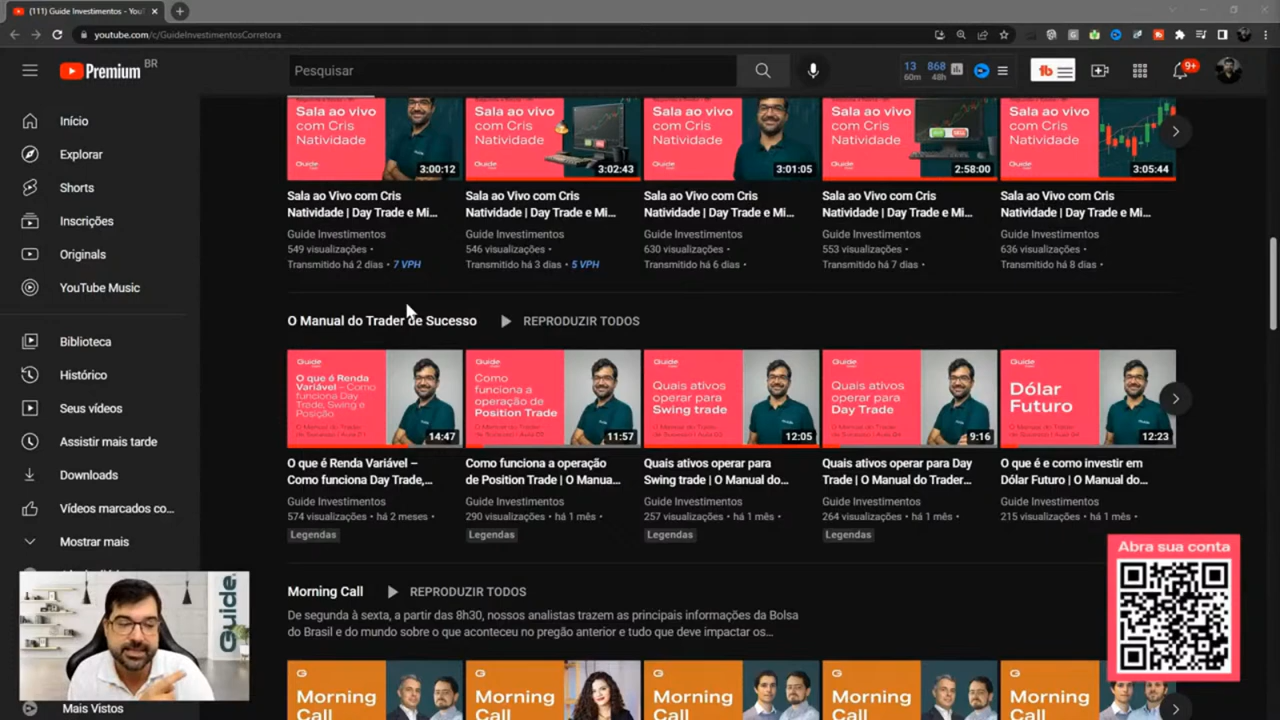 (111) Guide Investimentos - YouT
youtube.com/c/GuideInvestimentosCorretora
Premium BR
Pesquisar
13 868
60m 48h
9+
Início
Explorar
Shorts
Inscrições
Originals
YouTube Music
Biblioteca
Histórico
Seus vídeos
Assistir mais tarde
Downloads
Vídeos marcados co...
Mostrar mais
Mais Vistos
Sala ao vivo
com Cris
Natividade
Guide
3:00:12
Sala ao Vivo com Cris
Natividade | Day Trade e Mi...
Guide Investimentos
549 visualizações •
Transmitido há 2 dias • 7 VPH
Sala ao vivo
com Cris
Natividade
Guide
3:02:43
Sala ao Vivo com Cris
Natividade | Day Trade e Mi...
Guide Investimentos
546 visualizações •
Transmitido há 3 dias • 5 VPH
Sala ao vivo
com Cris
Natividade
Guide
3:01:05
Sala ao Vivo com Cris
Natividade | Day Trade e Mi...
Guide Investimentos
630 visualizações •
Transmitido há 6 dias •
Sala ao vivo
com Cris
Natividade
Guide
2:58:00
Sala ao Vivo com Cris
Natividade | Day Trade e Mi...
Guide Investimentos
553 visualizações •
Transmitido há 7 dias •
Sala ao vivo
com Cris
Natividade
Guide
3:05:44
Sala ao Vivo com Cris
Natividade | Day Trade e Mi...
Guide Investimentos
636 visualizações •
Transmitido há 8 dias •
O Manual do Trader de Sucesso REPRODUZIR TODOS
Guide
O que é Renda
Variável – Como
funciona Day
Trade, Swing e
Posição
14:47
O que é Renda Variável –
Como funciona Day Trade,...
Guide Investimentos
574 visualizações • há 2 meses •
Legendas
Guide
Como
funciona a
operação de
Position Trade
11:57
Como funciona a operação
de Position Trade | O Manua...
Guide Investimentos
290 visualizações • há 1 mês •
Legendas
Guide
Quais ativos
operar para
Swing trade
12:05
Quais ativos operar para
Swing trade | O Manual do...
Guide Investimentos
257 visualizações • há 1 mês •
Legendas
Guide
Quais ativos
operar para
Day Trade
9:16
Quais ativos operar para Day
Trade | O Manual do Trader...
Guide Investimentos
264 visualizações • há 1 mês •
Legendas
Guide
Dólar
Futuro
12:23
O que é e como investir em
Dólar Futuro | O Manual do...
Guide Investimentos
215 visualizações • há 1 mês •
Morning Call REPRODUZIR TODOS
De segunda à sexta, a partir das 8h30, nossos analistas trazem as principais informações da Bolsa
do Brasil e do mundo sobre o que aconteceu no pregão anterior e tudo que deve impactar os...
Morning
Call
Morning
Call
Morning
Call
Morning
Call
Morning
Call
Abra sua conta
Guide